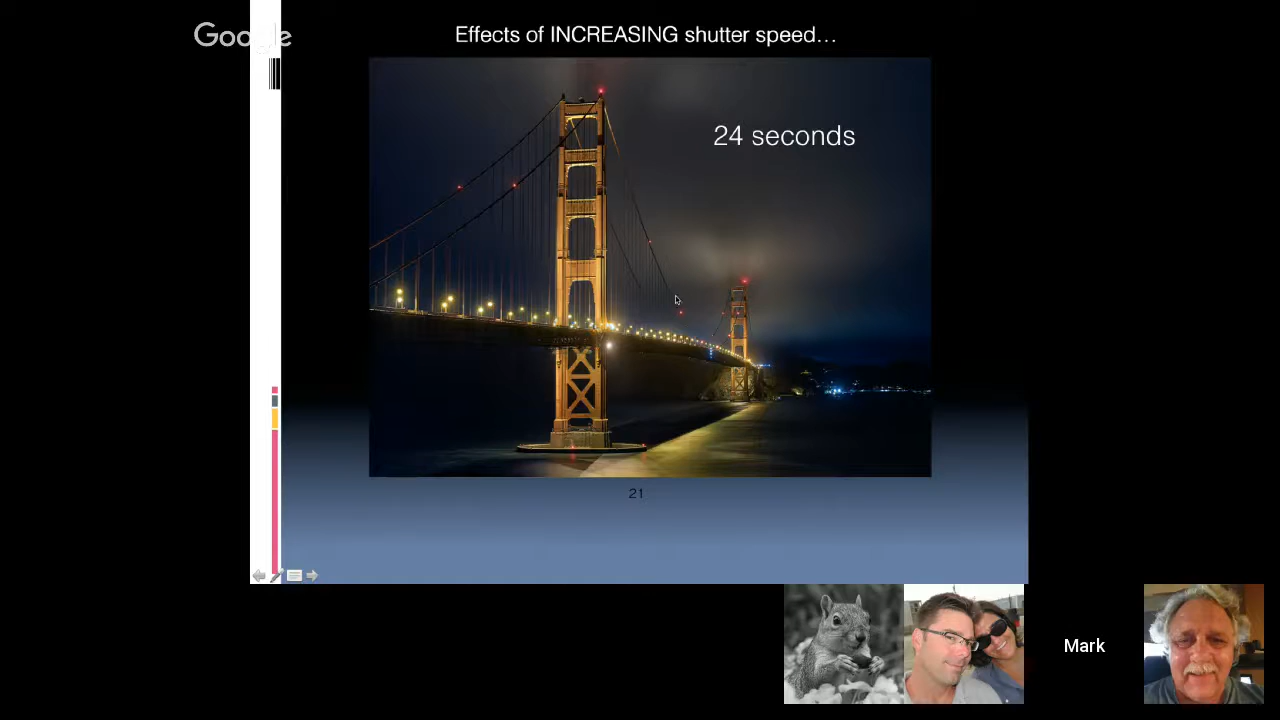 Google
Effects of INCREASING shutter speed…
24 seconds
21
Mark